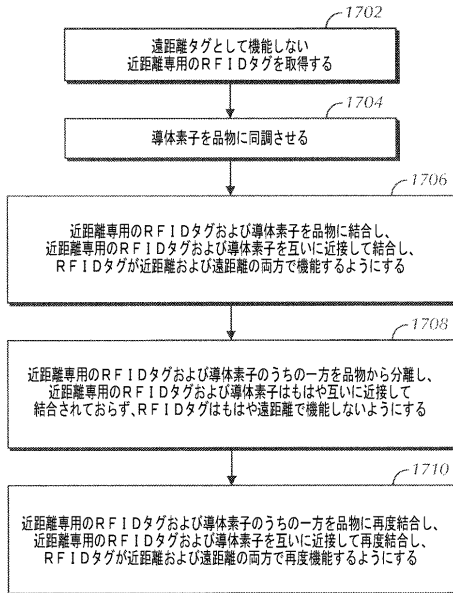 1702
遠距離タグとして機能しない
近距離専用のRFIDタグを取得する
1704
導体素子を品物に同調させる
1706
近距離専用のRFIDタグおよび導体素子を品物に結合し、
近距離専用のRFIDタグおよび導体素子を互いに近接して結合し、
RFIDタグが近距離および遠距離の両方で機能するようにする
1708
近距離専用のRFIDタグおよび導体素子のうちの一方を品物から分離し、
近距離専用のRFIDタグおよび導体素子はもはや互いに近接して
結合されておらず、RFIDタグはもはや遠距離で機能しないようにする
1710
近距離専用のRFIDタグおよび導体素子のうちの一方を品物に再度結合し、
近距離専用のRFIDタグおよび導体素子を互いに近接して再度結合し、
RFIDタグが近距離および遠距離の両方で再度機能するようにする